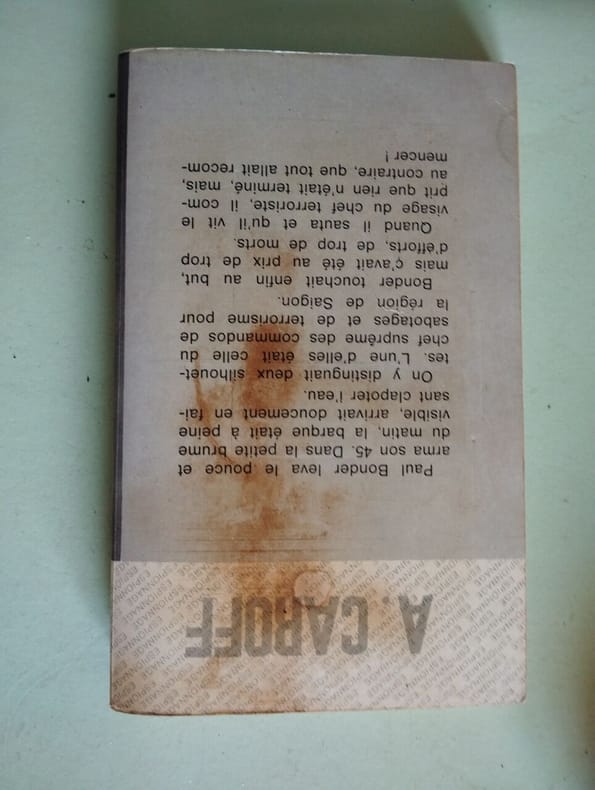 A. CAROFF
Paul Bonder leva le pouce et
arma son 45. Dans la petite brume
du matin, la barque était à peine
visible, arrivait doucement en fai-
sant clapoter l'eau.
On y distinguait deux silhouet-
tes. L'une d'elles était celle du
chef suprême des commandos de
sabotages et de terrorisme pour
la région de Saigon.
Bonder touchait enfin au but,
mais ç'avait été au prix de trop
d'efforts, de trop de morts.
Quand il sauta et qu'il vit le
visage du chef terroriste, il com-
prit que rien n'était terminé, mais,
au contraire, que tout allait recom-
mencer !